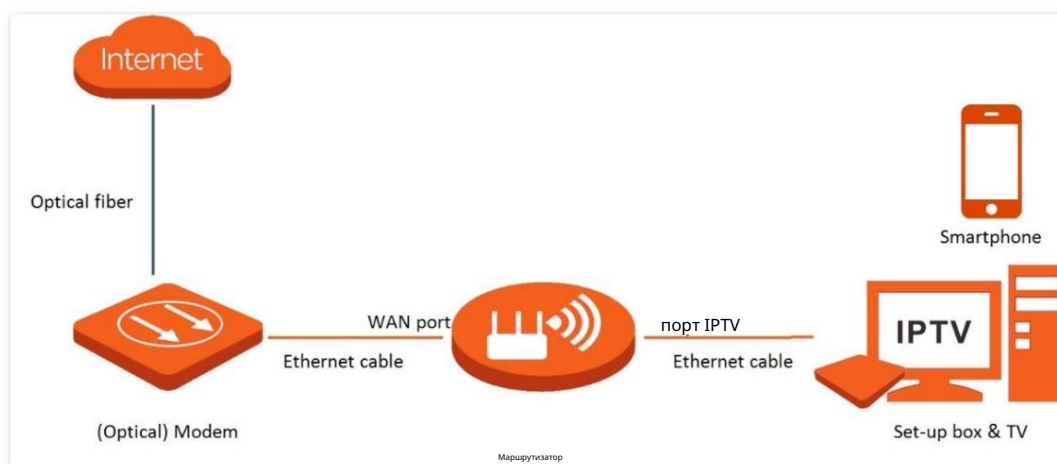 Internet
Optical fiber
Smartphone
WAN port
порт IPTV
IPTV
Ethernet cable
Ethernet cable
(Optical) Modem
Set-up box & TV
Маршрутизатор